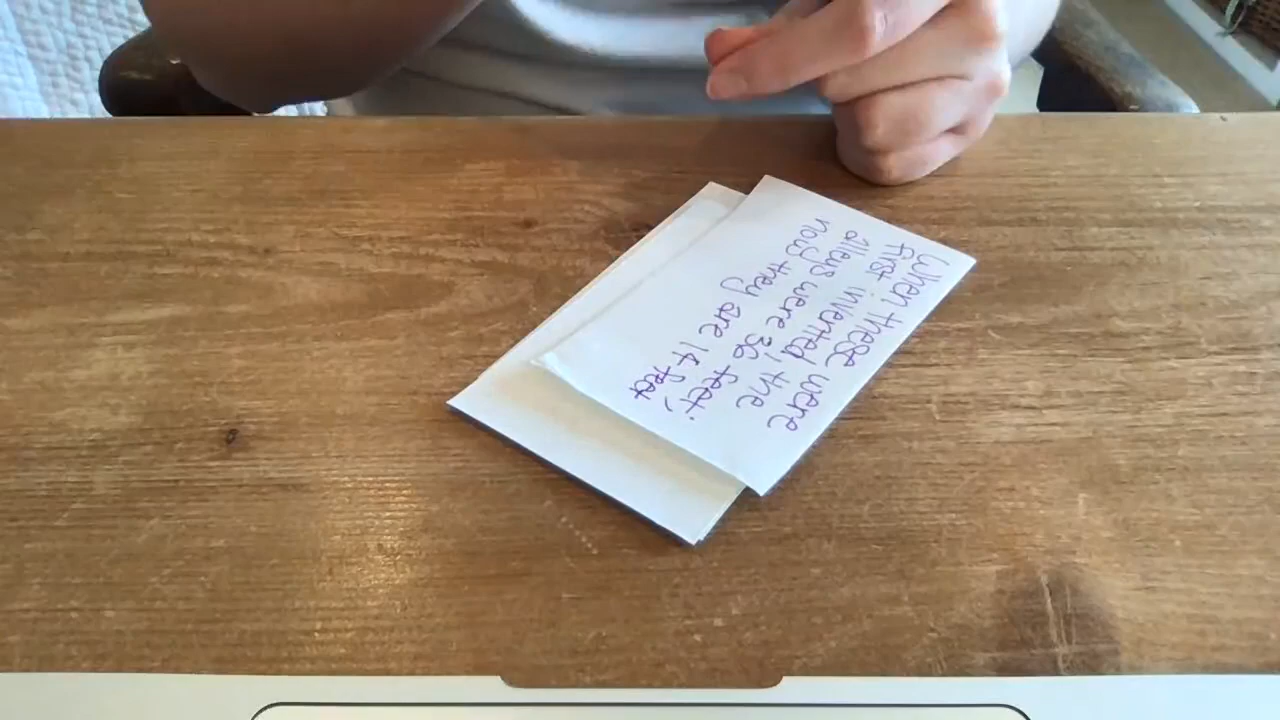 When these were
first invented, the
alleys were 36 feet;
now they are 14 feet